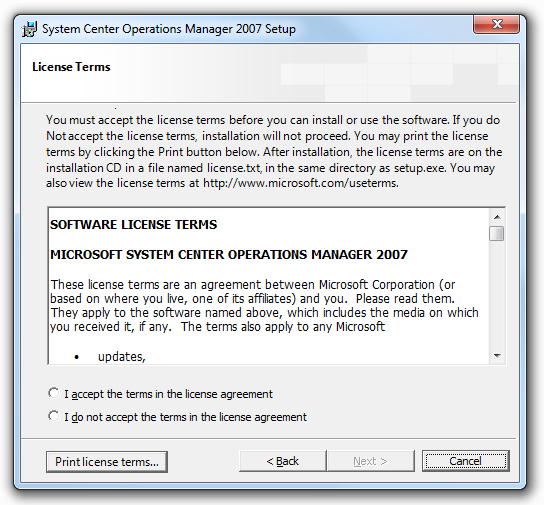 System Center Operations Manager 2007 Setup
License Terms
You must accept the license terms before you can install or use the software. If you do
Not accept the license terms, installation will not proceed. You may print the license
terms by clicking the Print button below. After installation, the license terms are on the
installation CD in a file named license.txt, in the same directory as setup.exe. You may
also view the license terms at http://www.microsoft.com/useterms.
SOFTWARE LICENSE TERMS
MICROSOFT SYSTEM CENTER OPERATIONS MANAGER 2007
These license terms are an agreement between Microsoft Corporation (or
based on where you live, one of its affiliates) and you.  Please read them.
They apply to the software named above, which includes the media on which
you received it, if any.  The terms also apply to any Microsoft
• updates,
I accept the terms in the license agreement
I do not accept the terms in the license agreement
Print license terms... < Back Next > Cancel